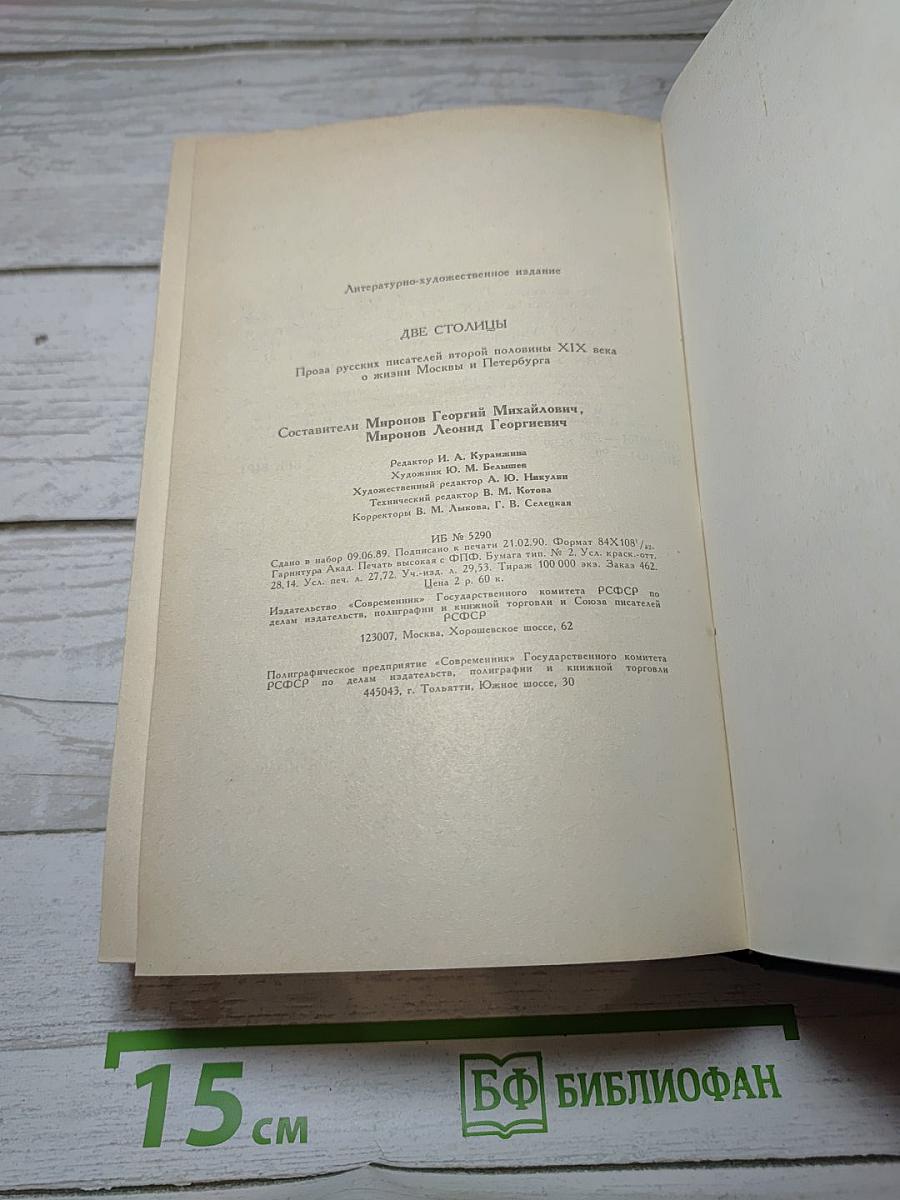 Литературно-художественное издание
ДВЕ СТОЛИЦЫ
Проза русских писателей второй половины XIX века
о жизни Москвы и Петербурга
Составители Миронов Георгий Михайлович,
Миронов Леонид Георгиевич
Редактор И. А. Курамжина
Художник Ю. М. Белышев
Художественный редактор А. Ю. Никулин
Технический редактор В. М. Котова
Корректоры В. М. Лыкова, Г. В. Селецкая
ИБ № 5290
Сдано в набор 09.06.89. Подписано к печати 21.02.90. Формат 84X108¹/₃₂.
Гарнитура Акад. Печать высокая с ФПФ. Бумага тип. № 2. Усл. краск.-отт.
28,14. Усл. печ. л. 27,72. Уч.-изд. л. 29,53. Тираж 100 000 экз. Заказ 462.
Цена 2 р. 60 к.
Издательство «Современник» Государственного комитета РСФСР по
делам издательств, полиграфии и книжной торговли и Союза писателей
РСФСР
123007, Москва, Хорошевское шоссе, 62
Полиграфическое предприятие «Современник» Государственного комитета
РСФСР по делам издательств, полиграфии и книжной торговли
445043, г. Тольятти, Южное шоссе, 30
15 см
БФ БИБЛИОФАН